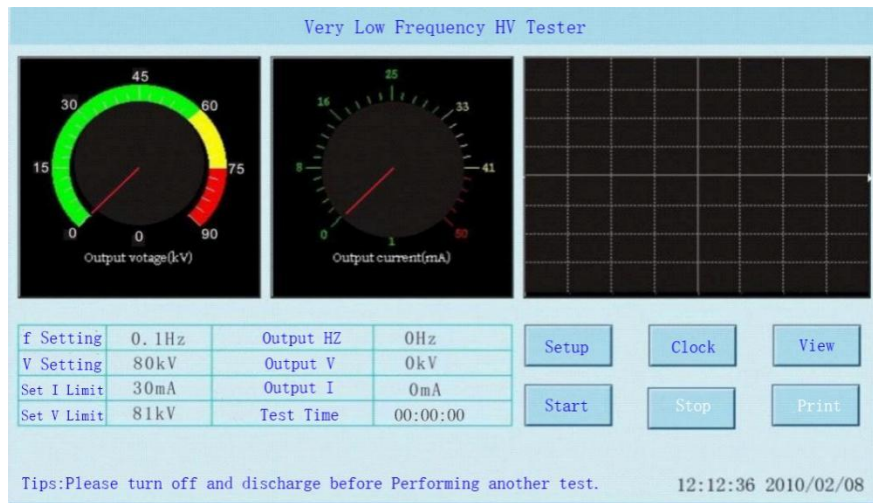 Very Low Frequency HV Tester
45
30
60
15
75
0
0
90
Output votage(kV)
25
16
33
8
41
0
1
50
Output current(mA)
f Setting 0.1Hz Output HZ 0Hz
V Setting 80kV Output V 0kV
Set I Limit 30mA Output I 0mA
Set V Limit 81kV Test Time 00:00:00
Setup Clock View
Start Stop Print
Tips:Please turn off and discharge before Performing another test. 12:12:36 2010/02/08